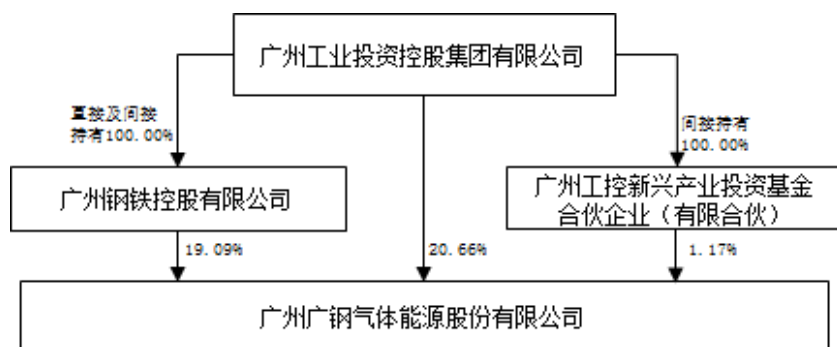 广州工业投资控股集团有限公司
直接及间接
持有100.00%
间接持有
100.00%
广州钢铁控股有限公司
广州工控新兴产业投资基金
合伙企业（有限合伙）
19.09%
20.66%
1.17%
广州广钢气体能源股份有限公司